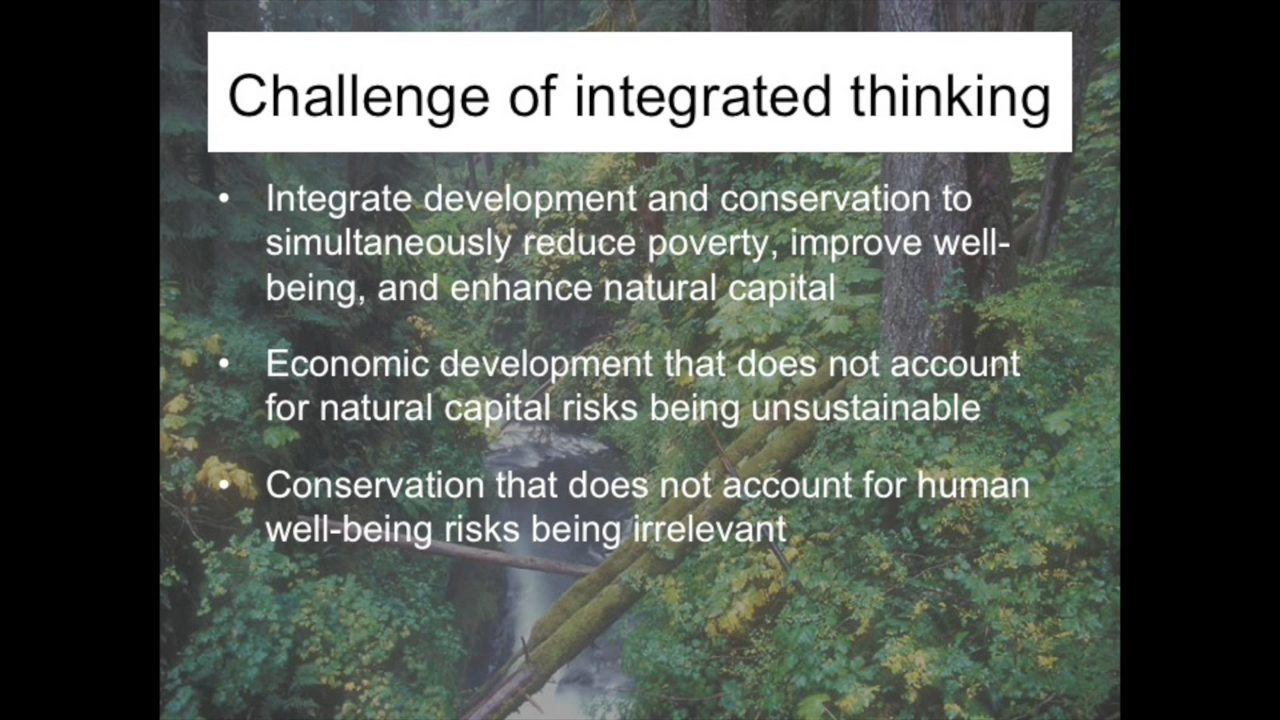 Challenge of integrated thinking
• Integrate development and conservation to
simultaneously reduce poverty, improve well-
being, and enhance natural capital
• Economic development that does not account
for natural capital risks being unsustainable
• Conservation that does not account for human
well-being risks being irrelevant